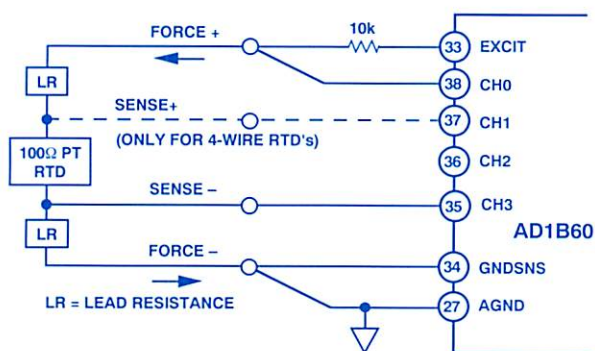 FORCE +
10k
33 EXCIT
LR
38 CH0
SENSE+
37 CH1
(ONLY FOR 4-WIRE RTD's)
100Ω PT
RTD
36 CH2
SENSE –
35 CH3
LR
AD1B60
FORCE –
34 GNDSNS
LR = LEAD RESISTANCE
27 AGND